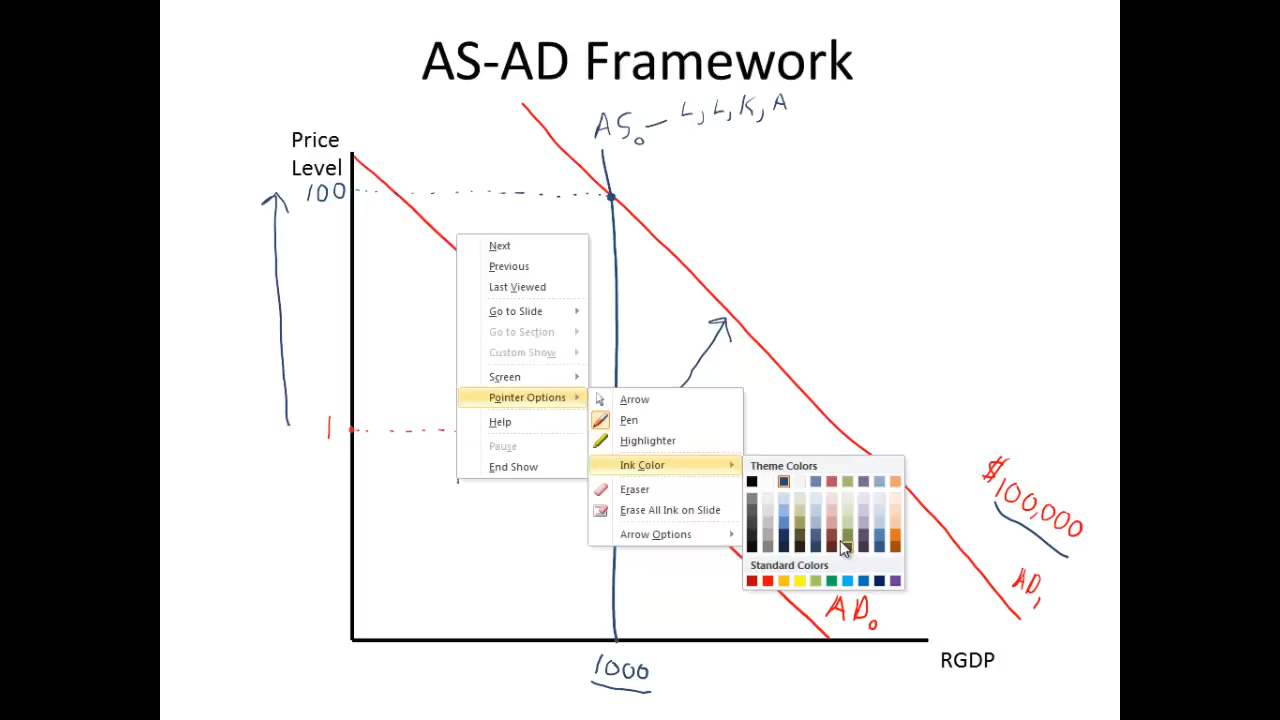 AS-AD Framework
AS₀ — L, L, K, A
Price
Level
100
Next
Previous
Last Viewed
Go to Slide
Go to Section
Custom Show
Screen
Pointer Options
Help
Pause
End Show
Arrow
Pen
Highlighter
Ink Color
Eraser
Erase All Ink on Slide
Arrow Options
Theme Colors
Standard Colors
1
$100,000
AD₁
AD₀
1000
RGDP